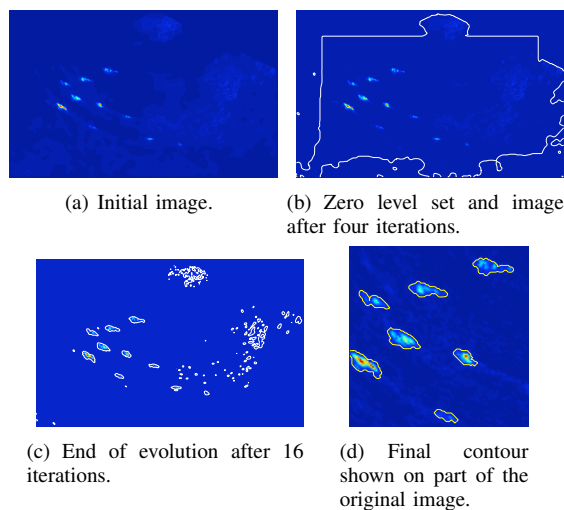 (a) Initial image.
(b) Zero level set and image
after four iterations.
(c) End of evolution after 16
iterations.
(d) Final contour
shown on part of the
original image.